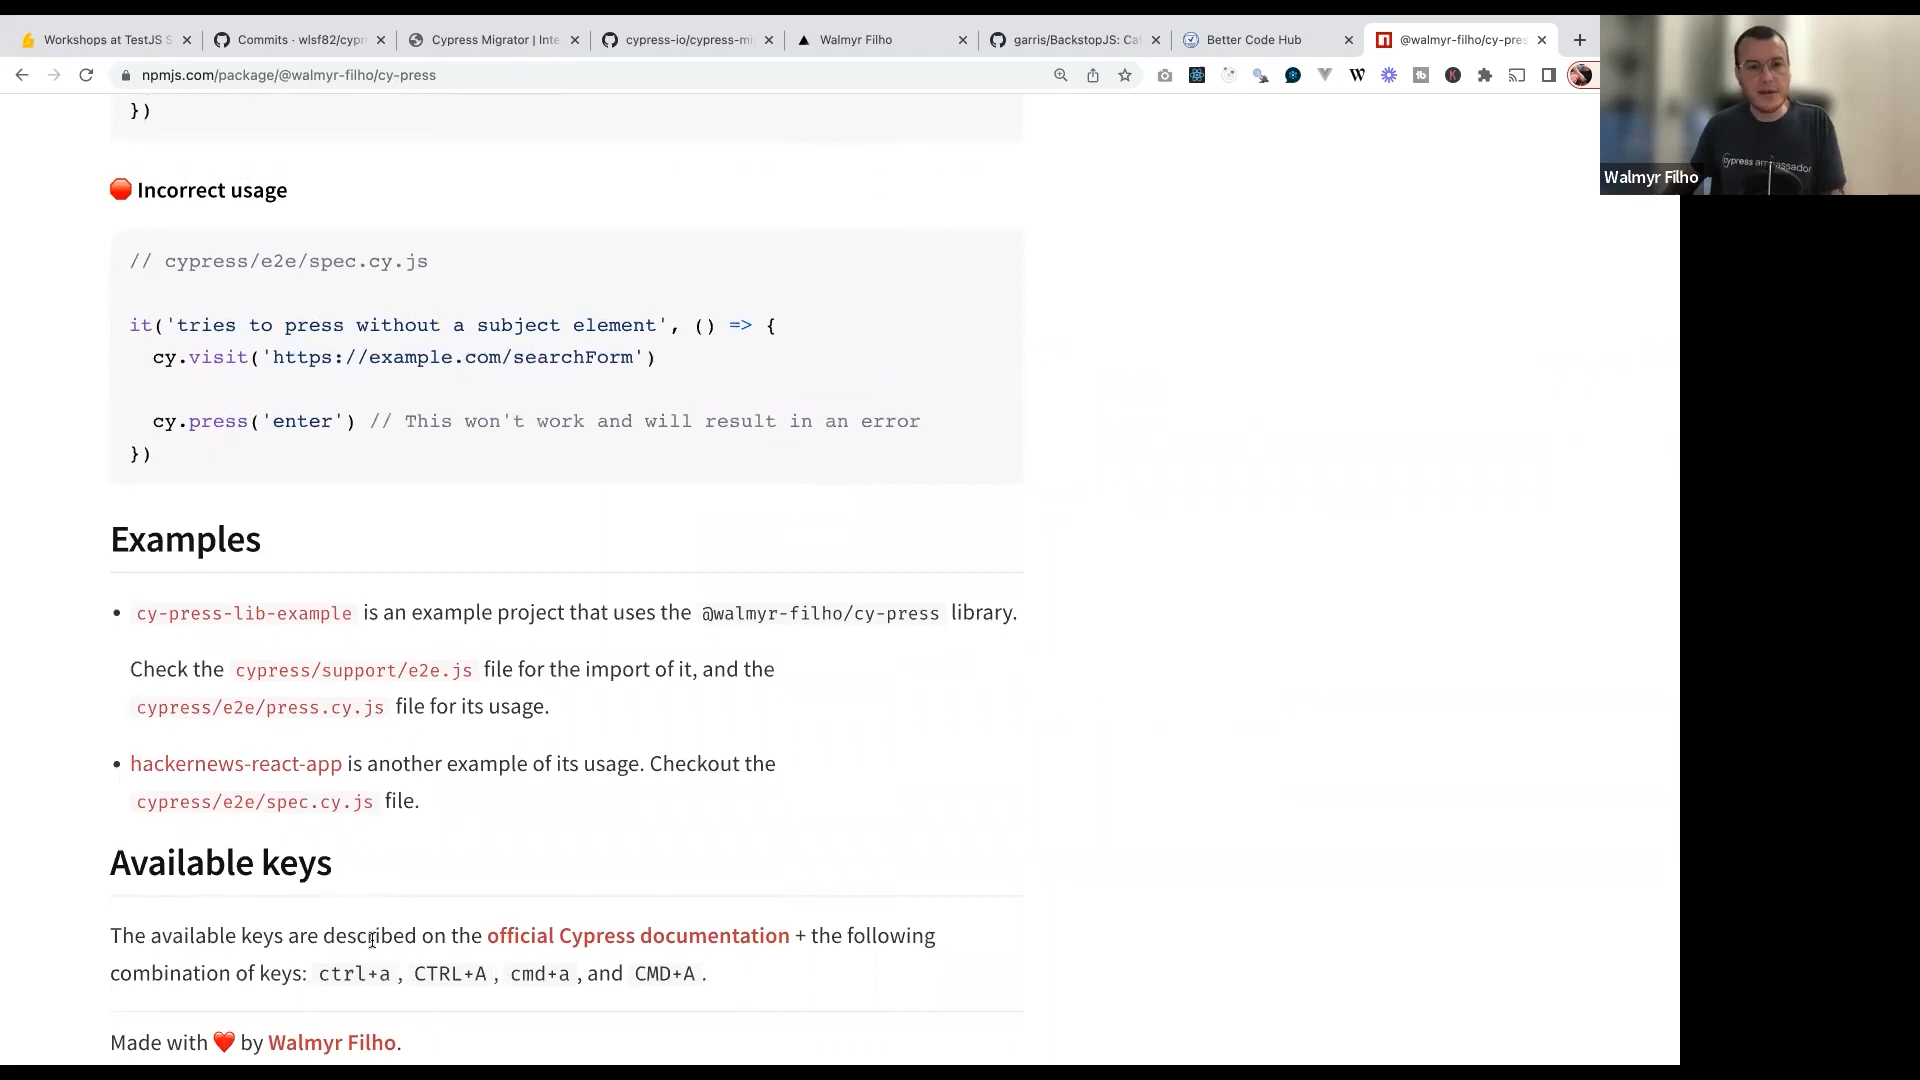 Workshops at TestJS S
Commits · wlsf82/cypr
Cypress Migrator | Inte
cypress-io/cypress-mi
Walmyr Filho
garris/BackstopJS: Cat
Better Code Hub
@walmyr-filho/cy-pres
npmjs.com/package/@walmyr-filho/cy-press
cypress ambassador
Walmyr Filho
})
Incorrect usage
// cypress/e2e/spec.cy.js
it('tries to press without a subject element', () => {
cy.visit('https://example.com/searchForm')
cy.press('enter') // This won't work and will result in an error
})
Examples
• cy-press-lib-example is an example project that uses the @walmyr-filho/cy-press library.
Check the cypress/support/e2e.js file for the import of it, and the
cypress/e2e/press.cy.js file for its usage.
• hackernews-react-app is another example of its usage. Checkout the
cypress/e2e/spec.cy.js file.
Available keys
The available keys are described on the official Cypress documentation + the following
combination of keys: ctrl+a , CTRL+A , cmd+a , and CMD+A .
Made with ❤️ by Walmyr Filho.